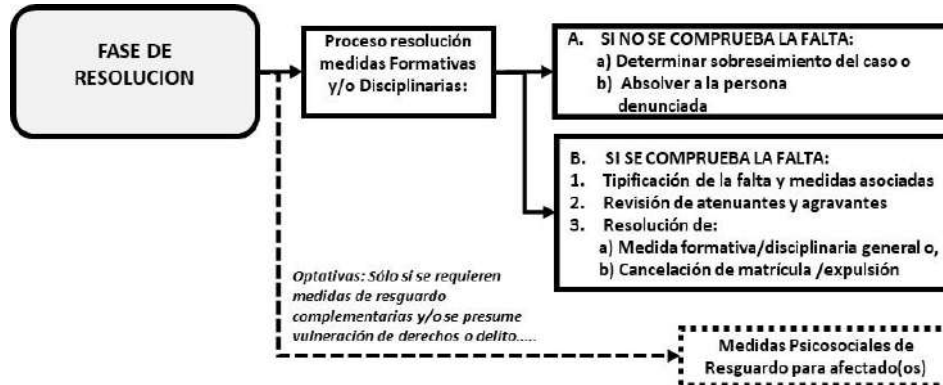 FASE DE
RESOLUCION
Proceso resolución
medidas Formativas
y/o Disciplinarias:
A. SI NO SE COMPRUEBA LA FALTA:
a) Determinar sobreseimiento del caso o
b) Absolver a la persona
denunciada
B. SI SE COMPRUEBA LA FALTA:
1. Tipificación de la falta y medidas asociadas
2. Revisión de atenuantes y agravantes
3. Resolución de:
a) Medida formativa/disciplinaria general o,
b) Cancelación de matrícula /expulsión
Optativas: Sólo si se requieren
medidas de resguardo
complementarias y/o se presume
vulneración de derechos o delito.....
Medidas Psicosociales de
Resguardo para afectado(os)